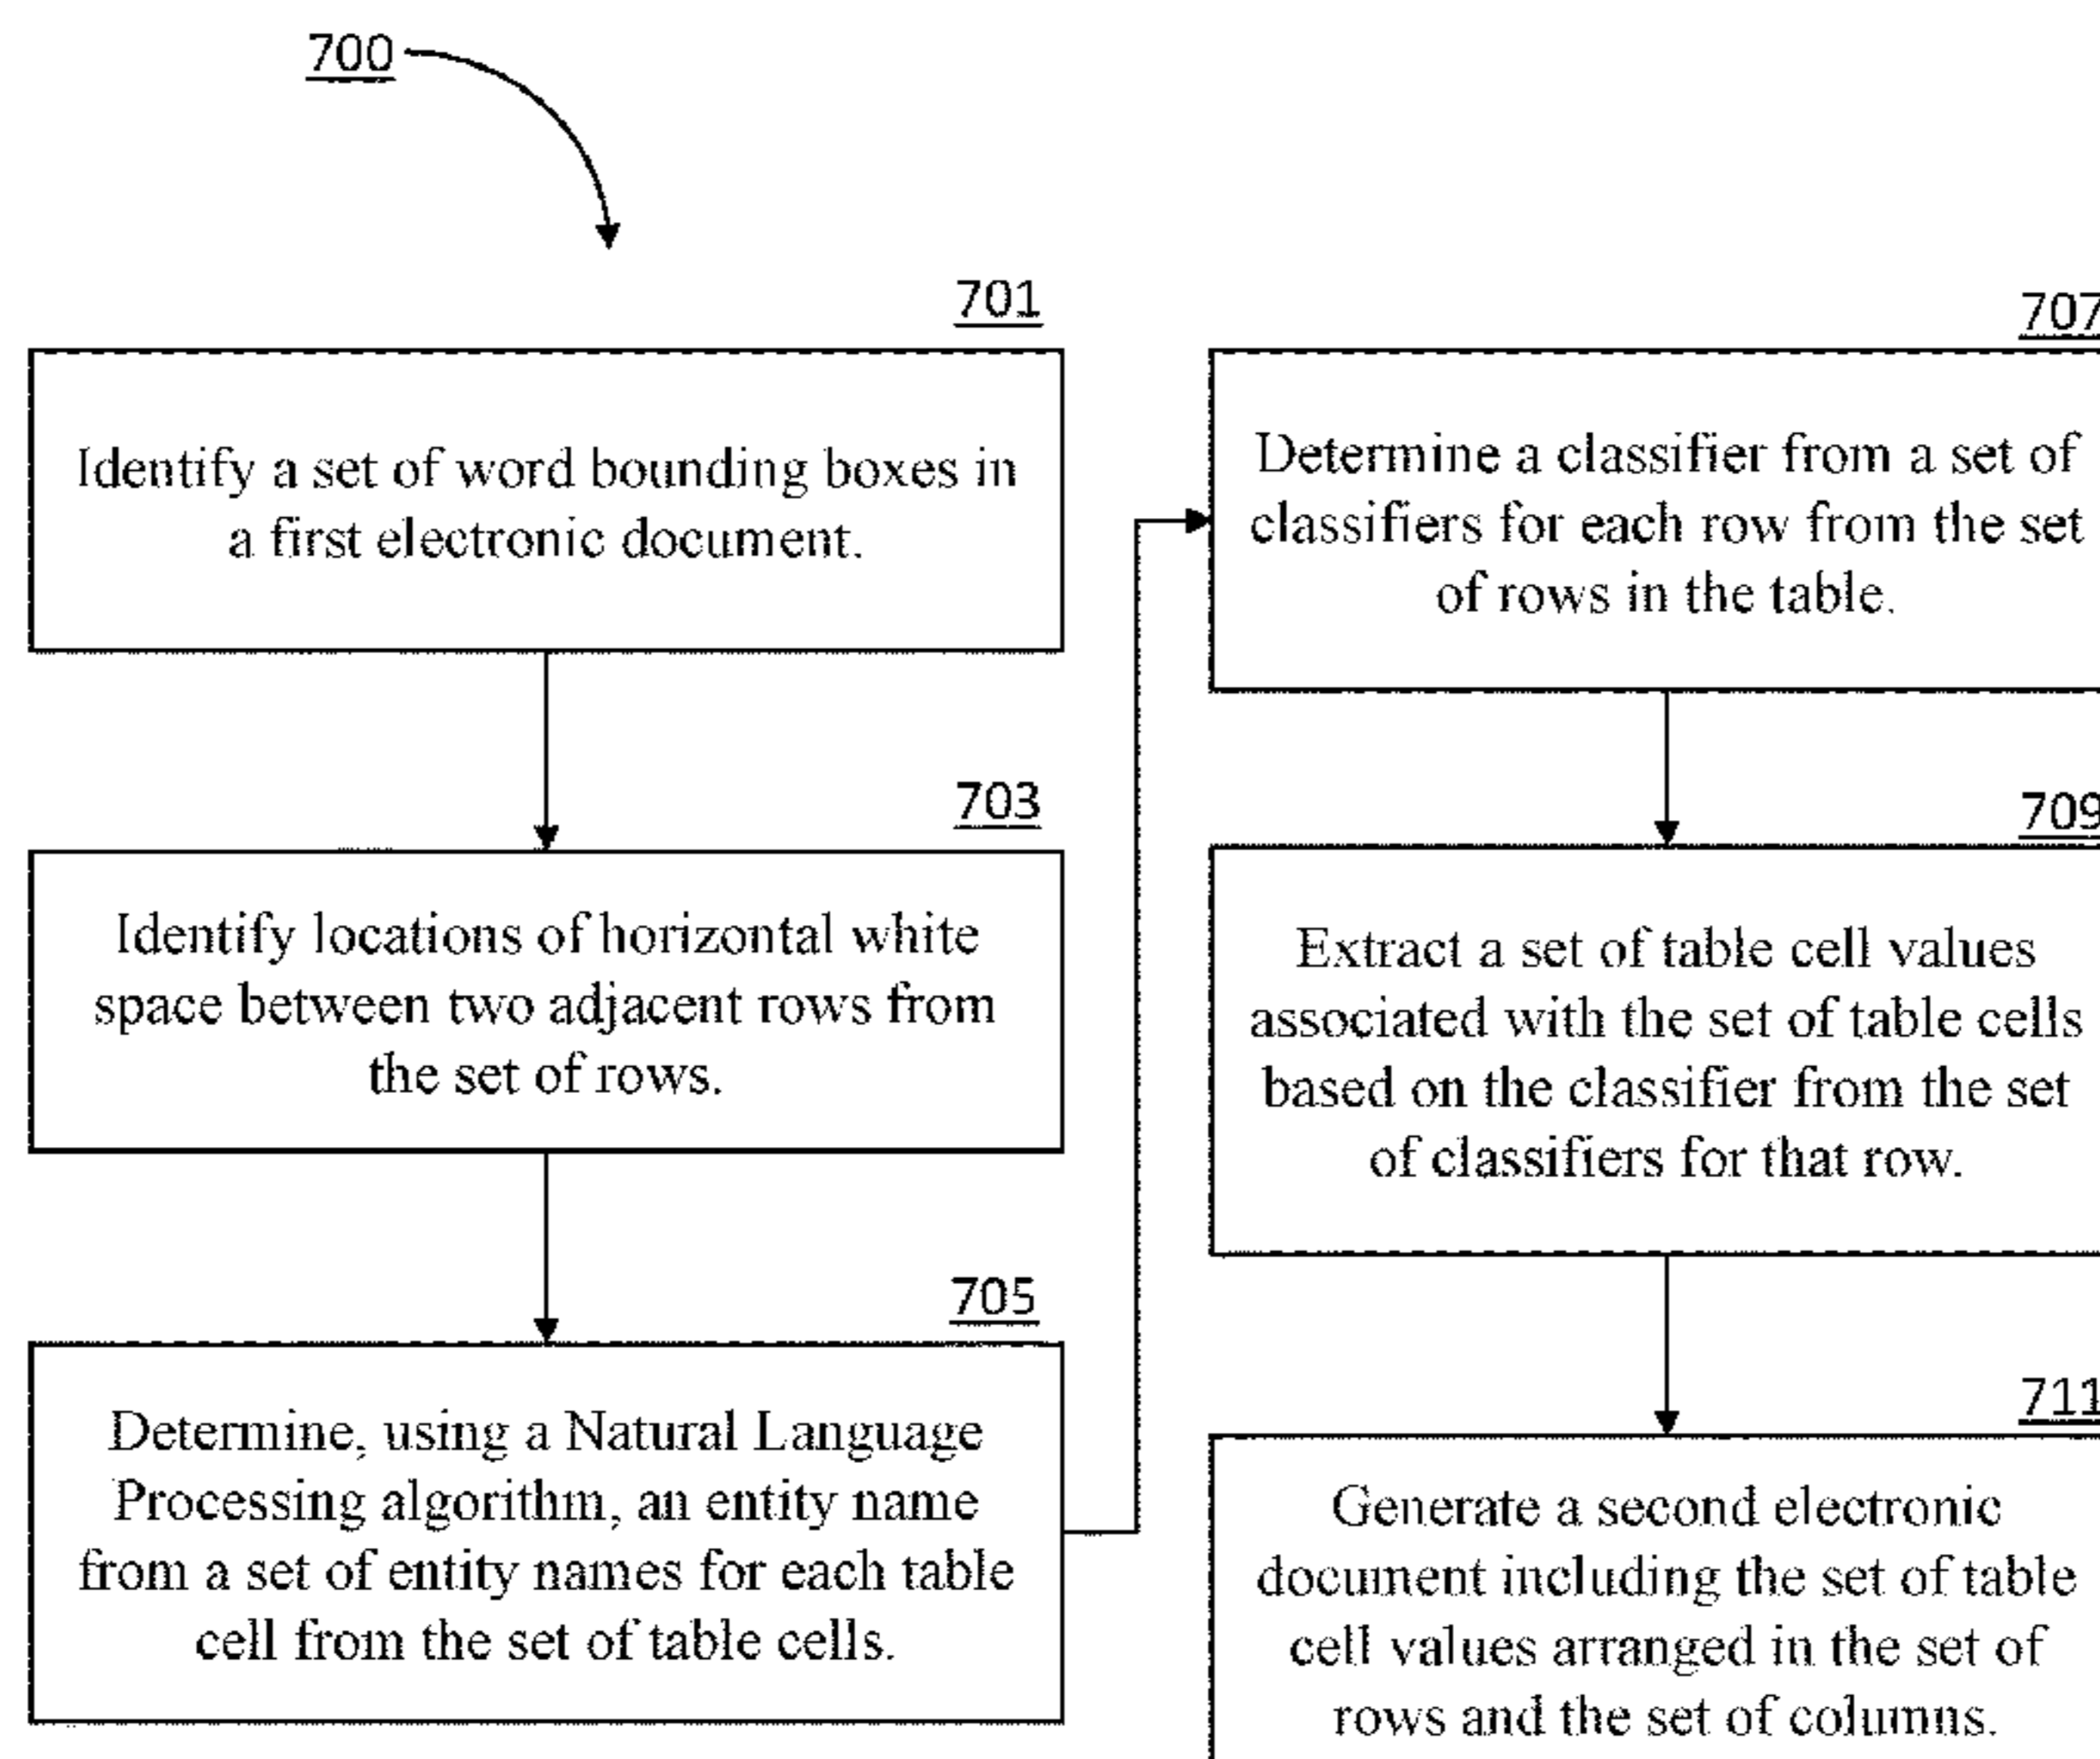 700
701
Identify a set of word bounding boxes in
a first electronic document.
703
Identify locations of horizontal white
space between two adjacent rows from
the set of rows.
705
Determine, using a Natural Language
Processing algorithm, an entity name
from a set of entity names for each table
cell from the set of table cells.
707
Determine a classifier from a set of
classifiers for each row from the set
of rows in the table.
709
Extract a set of table cell values
associated with the set of table cells
based on the classifier from the set
of classifiers for that row.
711
Generate a second electronic
document including the set of table
cell values arranged in the set of
rows and the set of columns.